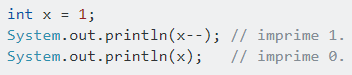 int x = 1;
System.out.println(x--); // imprime 1.
System.out.println(x);   // imprime 0.